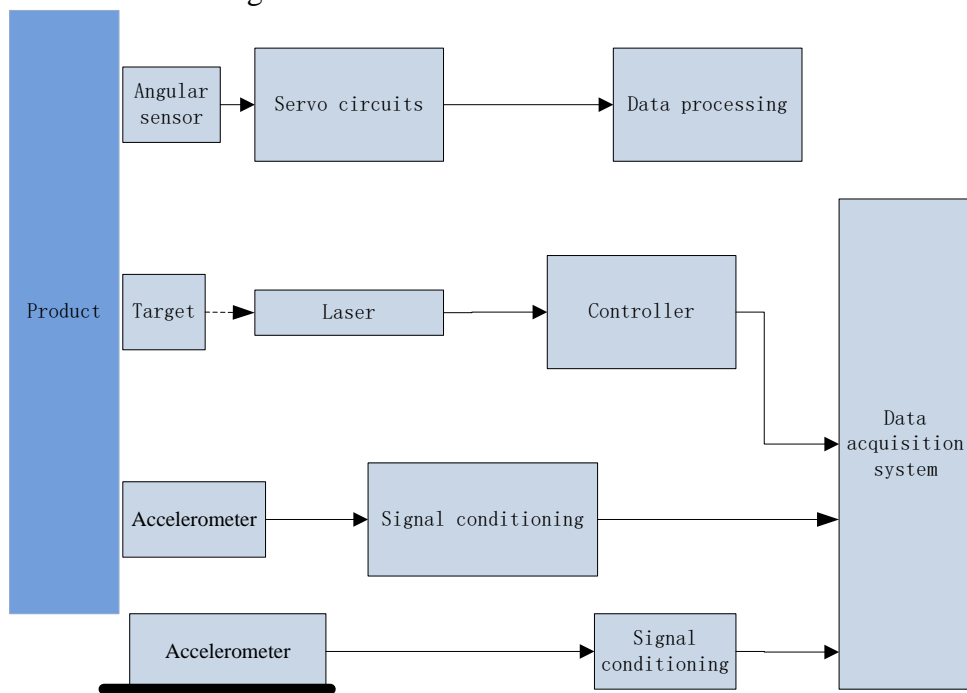 Angular
sensor
Servo circuits
Data processing
Product
Target
Laser
Controller
Data
acquisition
system
Accelerometer
Signal conditioning
Accelerometer
Signal
conditioning